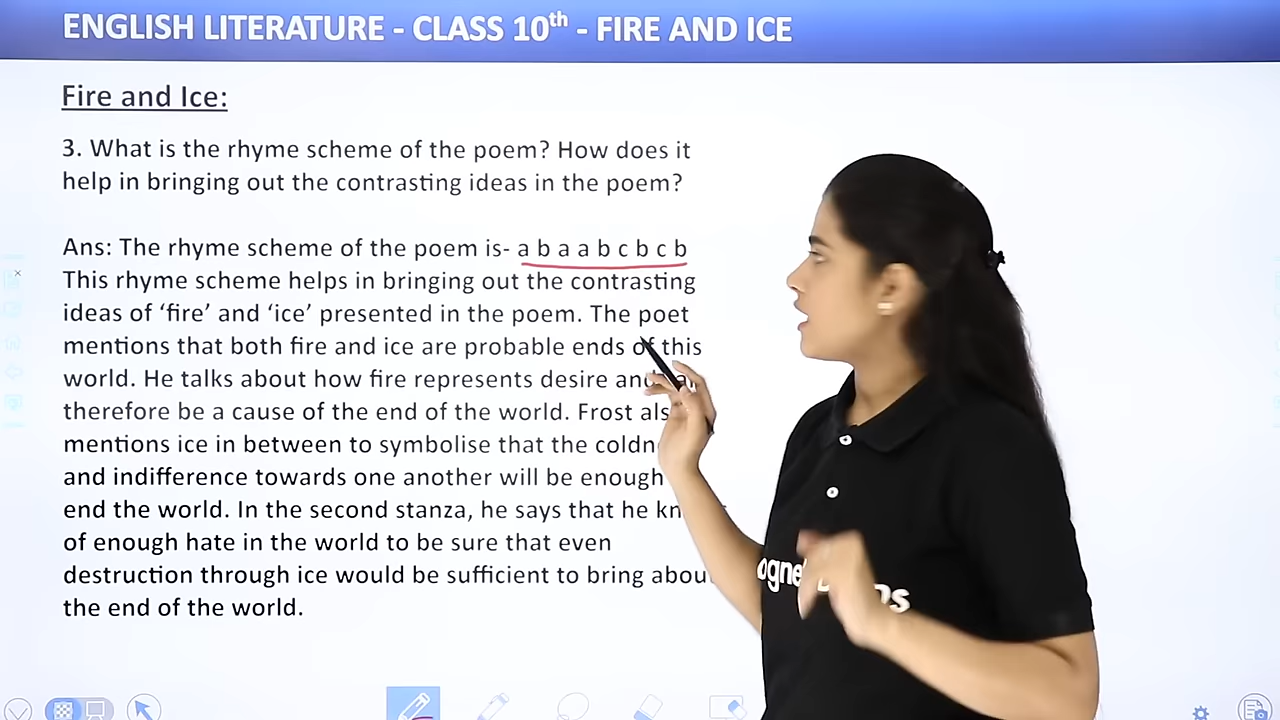 ENGLISH LITERATURE - CLASS 10th - FIRE AND ICE
Fire and Ice:
3. What is the rhyme scheme of the poem? How does it
help in bringing out the contrasting ideas in the poem?
Ans: The rhyme scheme of the poem is- a b a a b c b c b
This rhyme scheme helps in bringing out the contrasting
ideas of ‘fire’ and ‘ice’ presented in the poem. The poet
mentions that both fire and ice are probable ends of this
world. He talks about how fire represents desire and
therefore be a cause of the end of the world. Frost als
mentions ice in between to symbolise that the coldn
and indifference towards one another will be enough
end the world. In the second stanza, he says that he kn
of enough hate in the world to be sure that even
destruction through ice would be sufficient to bring abou
the end of the world.